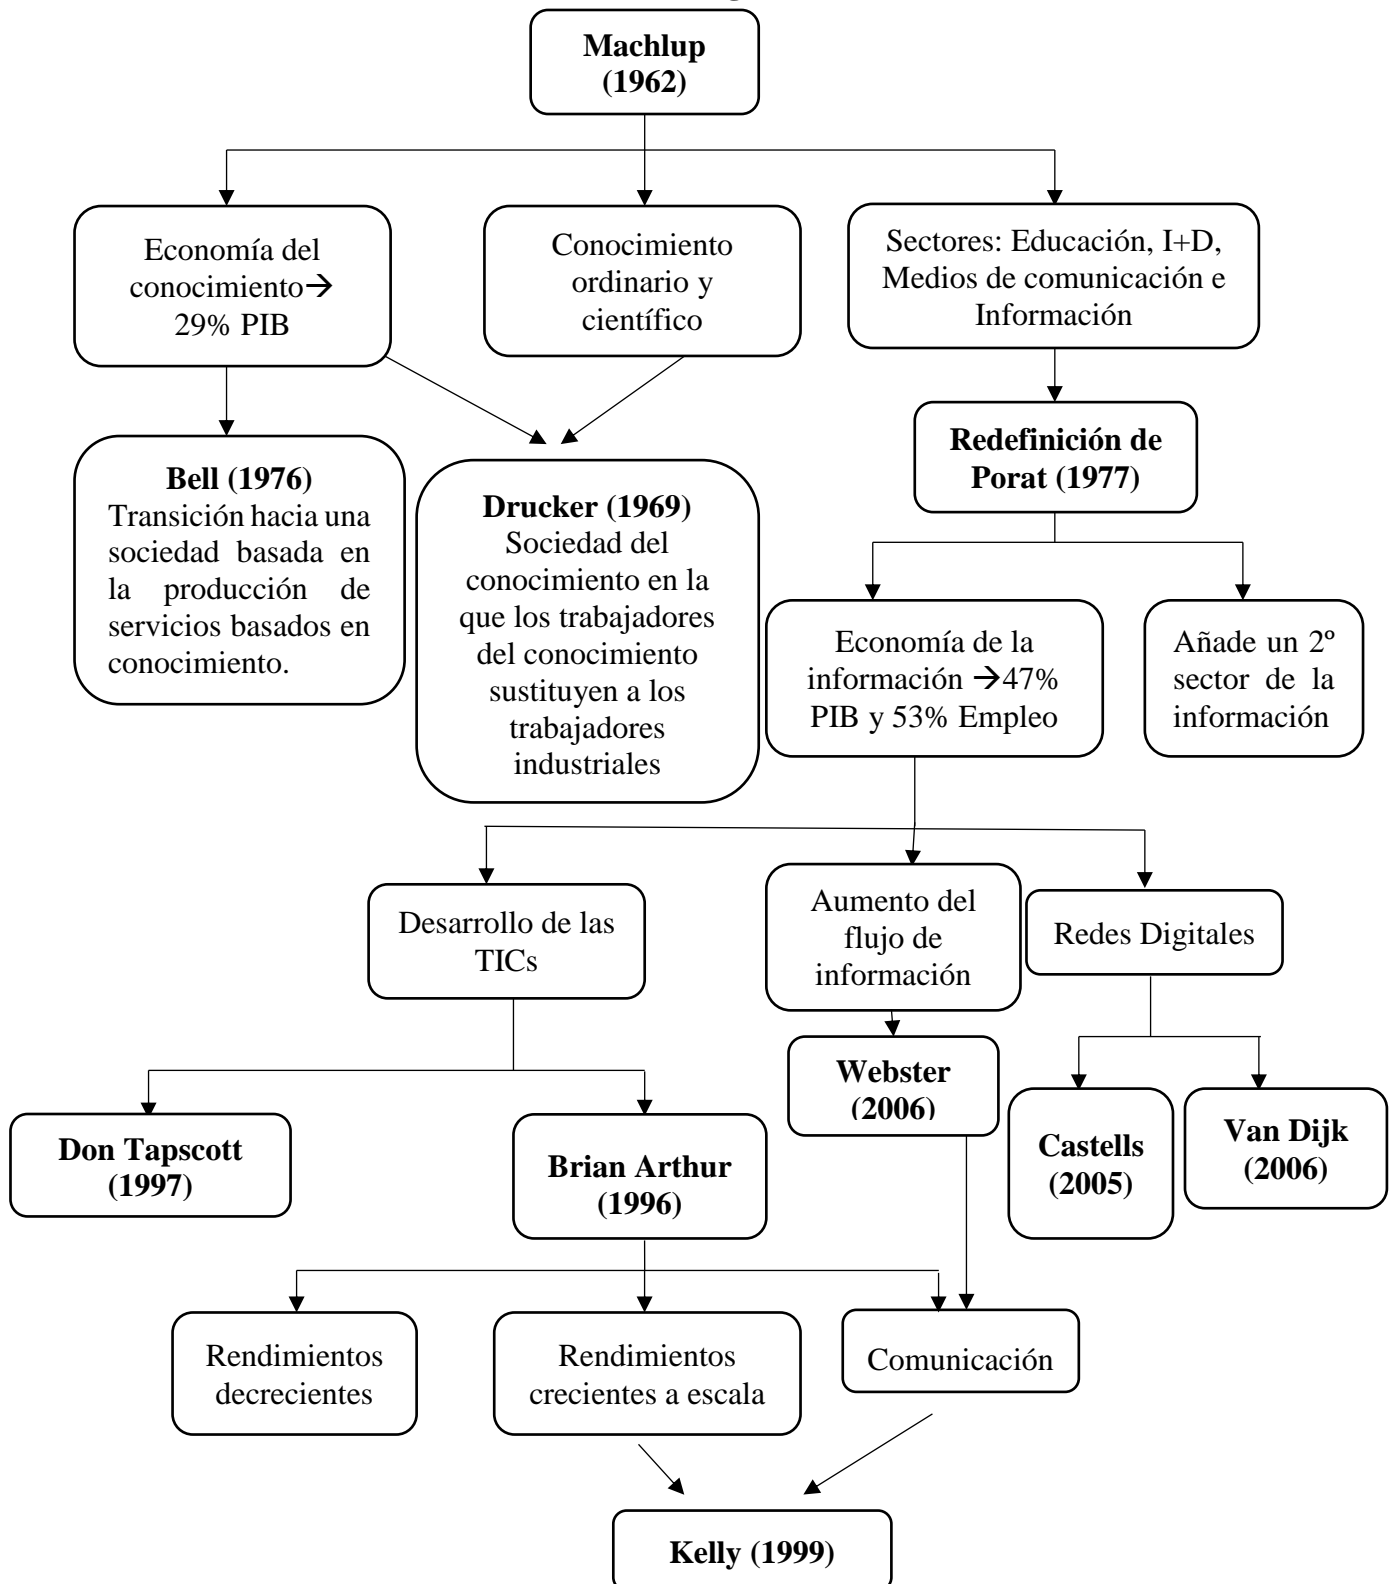 Machlup
(1962)
Economía del
conocimiento→
29% PIB
Conocimiento
ordinario y
científico
Sectores: Educación, I+D,
Medios de comunicación e
Información
Redefinición de
Porat (1977)
Bell (1976)
Transición hacia una
sociedad basada en
la producción de
servicios basados en
conocimiento.
Drucker (1969)
Sociedad del
conocimiento en la
que los trabajadores
del conocimiento
sustituyen a los
trabajadores
industriales
Economía de la
información →47%
PIB y 53% Empleo
Añade un 2º
sector de la
información
Desarrollo de las
TICs
Aumento del
flujo de
información
Redes Digitales
Webster
(2006)
Don Tapscott
(1997)
Brian Arthur
(1996)
Castells
(2005)
Van Dijk
(2006)
Rendimientos
decrecientes
Rendimientos
crecientes a escala
Comunicación
Kelly (1999)